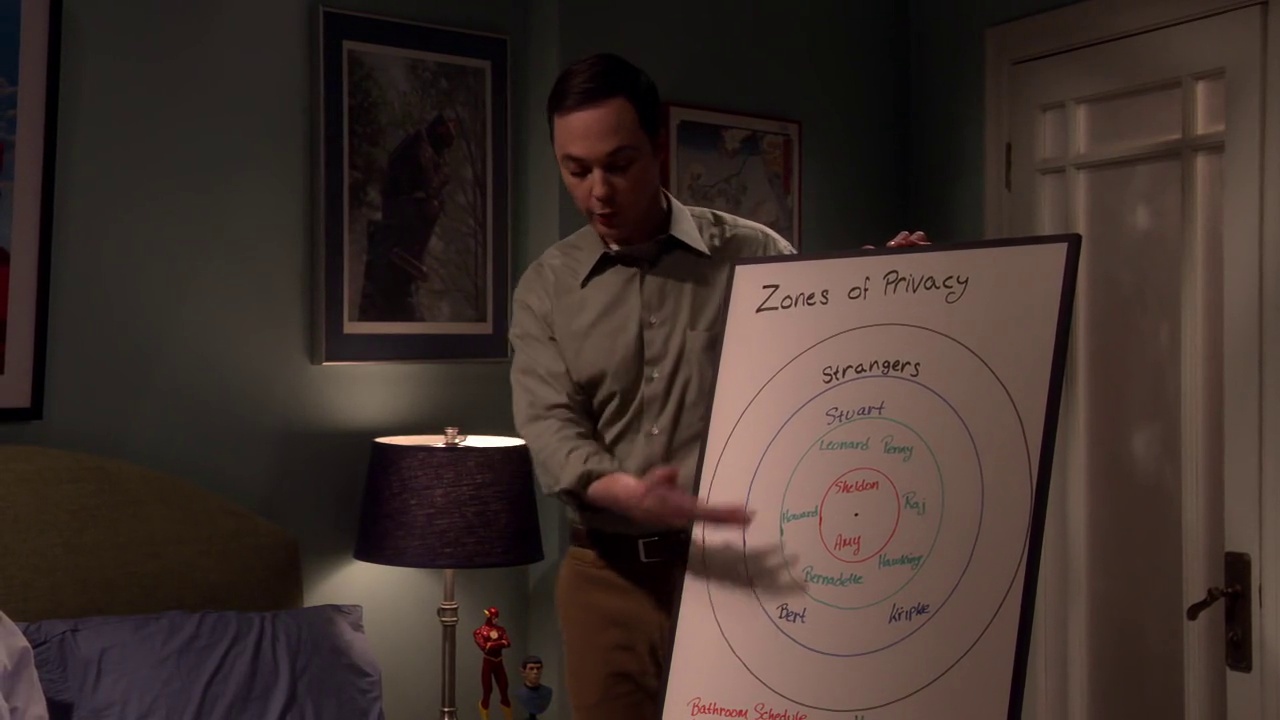 Zones of Privacy
Strangers
Stuart
Leonard Penny
Sheldon
Howard Raj
Amy
Hawking
Bernadette
Bert Kripke
Bathroom Schedule